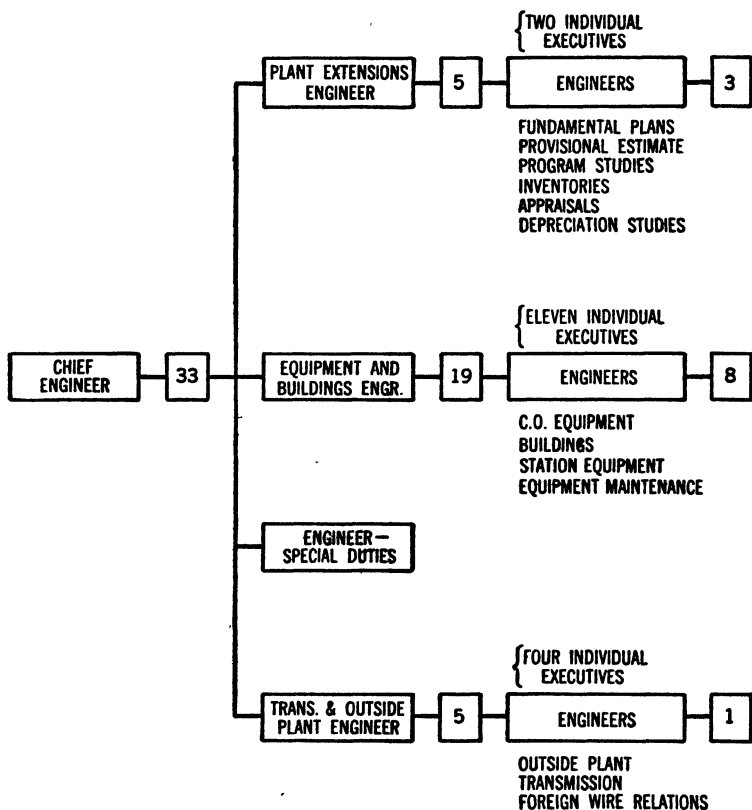 {TWO INDIVIDUAL
EXECUTIVES
PLANT EXTENSIONS
ENGINEER
5
ENGINEERS
3
FUNDAMENTAL PLANS
PROVISIONAL ESTIMATE
PROGRAM STUDIES
INVENTORIES
APPRAISALS
DEPRECIATION STUDIES
{ELEVEN INDIVIDUAL
EXECUTIVES
CHIEF
ENGINEER
33
EQUIPMENT AND
BUILDINGS ENGR.
19
ENGINEERS
8
C.O. EQUIPMENT
BUILDINGS
STATION EQUIPMENT
EQUIPMENT MAINTENANCE
ENGINEER—
SPECIAL DUTIES
{FOUR INDIVIDUAL
EXECUTIVES
TRANS. & OUTSIDE
PLANT ENGINEER
5
ENGINEERS
1
OUTSIDE PLANT
TRANSMISSION
FOREIGN WIRE RELATIONS